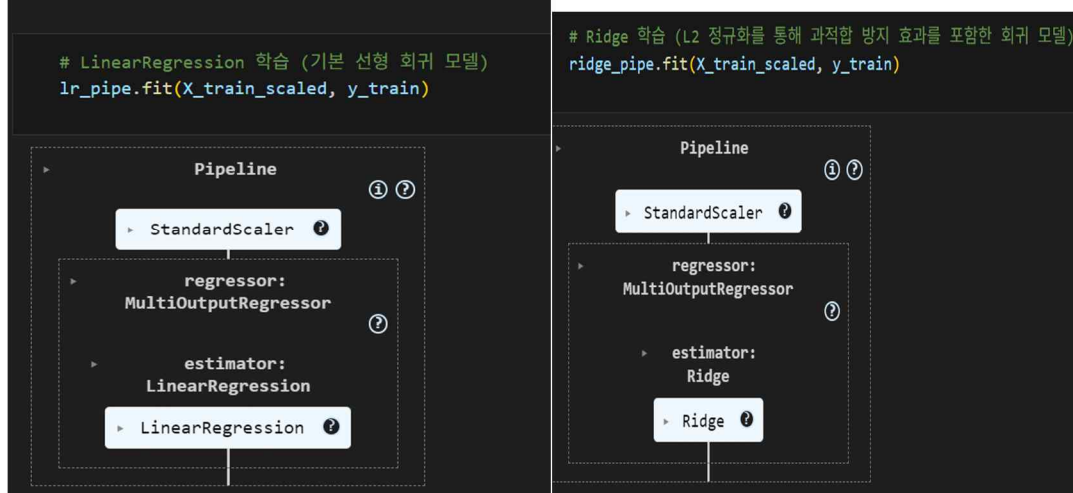 # LinearRegression 학습 (기본 선형 회귀 모델)
lr_pipe.fit(X_train_scaled, y_train)
Pipeline
StandardScaler
regressor:
MultiOutputRegressor
estimator:
LinearRegression
LinearRegression
# Ridge 학습 (L2 정규화를 통해 과적합 방지 효과를 포함한 회귀 모델)
ridge_pipe.fit(X_train_scaled, y_train)
Pipeline
StandardScaler
regressor:
MultiOutputRegressor
estimator:
Ridge
Ridge